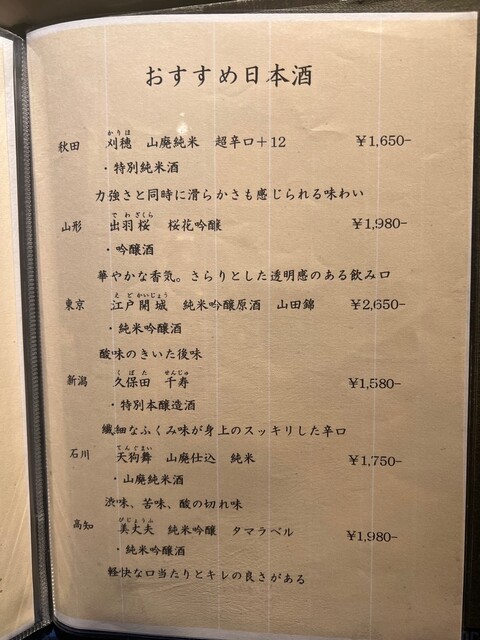 おすすめ日本酒
秋田 刈穂 山廃純米 超辛口+12 ¥1,650-
かりほ
・特別純米酒
力強さと同時に滑らかさも感じられる味わい
山形 出羽桜 桜花吟醸 ¥1,980-
でわざくら
・吟醸酒
華やかな香気。さらりとした透明感のある飲み口
東京 江戸開城 純米吟醸原酒 山田錦 ¥2,650-
えどかいじょう
・純米吟醸酒
酸味のきいた後味
新潟 久保田 千寿 ¥1,580-
くぼた せんじゅ
・特別本醸造酒
繊細なふくみ味が身上のスッキリした辛口
石川 天狗舞 山廃仕込 純米 ¥1,750-
てんぐまい
・山廃純米酒
渋味、苦味、酸の切れ味
高知 美丈夫 純米吟醸 タマラベル ¥1,980-
びじょうふ
・純米吟醸酒
軽快な口当たりとキレの良さがある